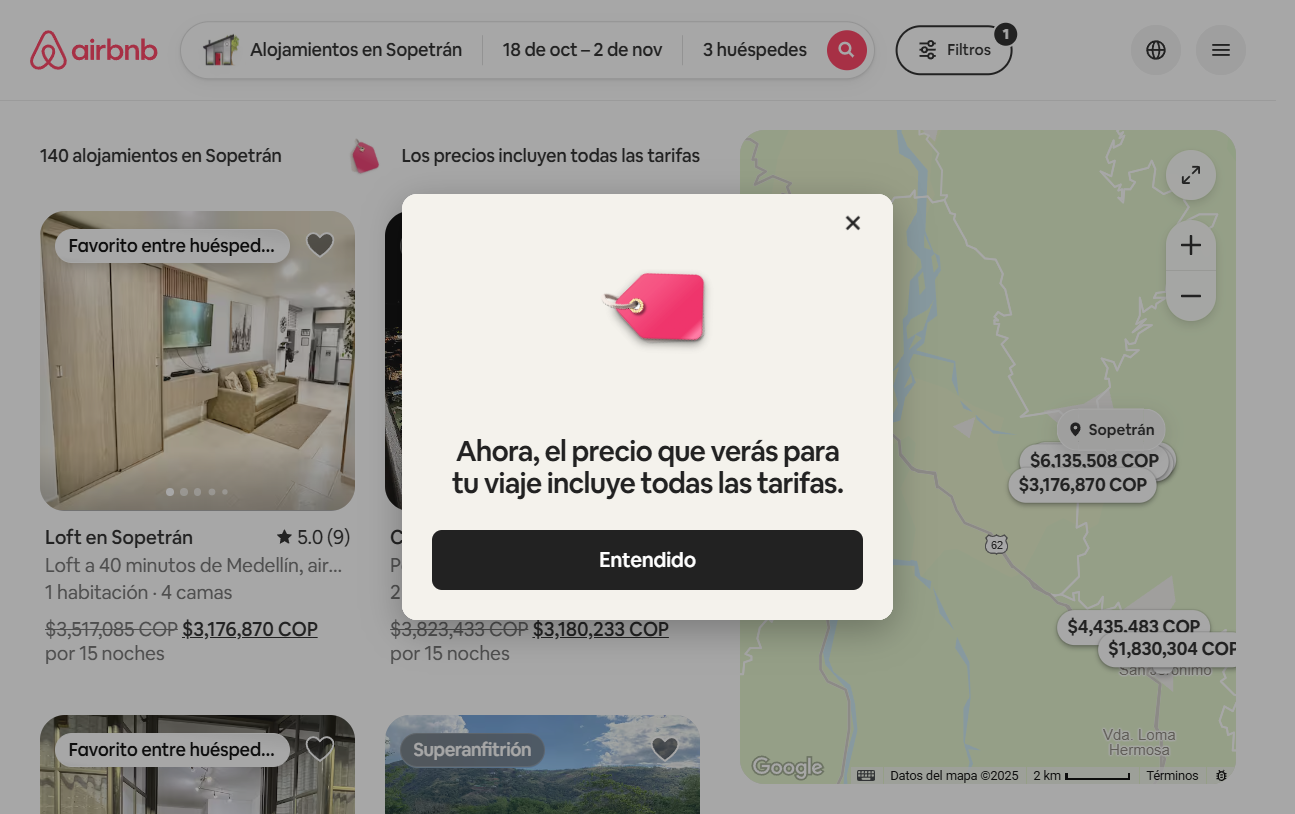 airbnb
Alojamientos en Sopetrán
18 de oct – 2 de nov
3 huéspedes
Filtros
1
140 alojamientos en Sopetrán
Los precios incluyen todas las tarifas
Favorito entre huésped...
Ahora, el precio que verás para
tu viaje incluye todas las tarifas.
Entendido
Loft en Sopetrán
5.0 (9)
Loft a 40 minutos de Medellín, air...
1 habitación · 4 camas
$3,517,085 COP $3,176,870 COP
por 15 noches
C
P
2
$3,823,433 COP $3,180,233 COP
por 15 noches
Favorito entre huésped...
Superanfitrión
Sopetrán
$6,135,508 COP
$3,176,870 COP
62
$4,435,483 COP
$1,830,304 COP
San Jerónimo
Vda. Loma
Hermosa
Google
Datos del mapa ©2025
2 km
Términos